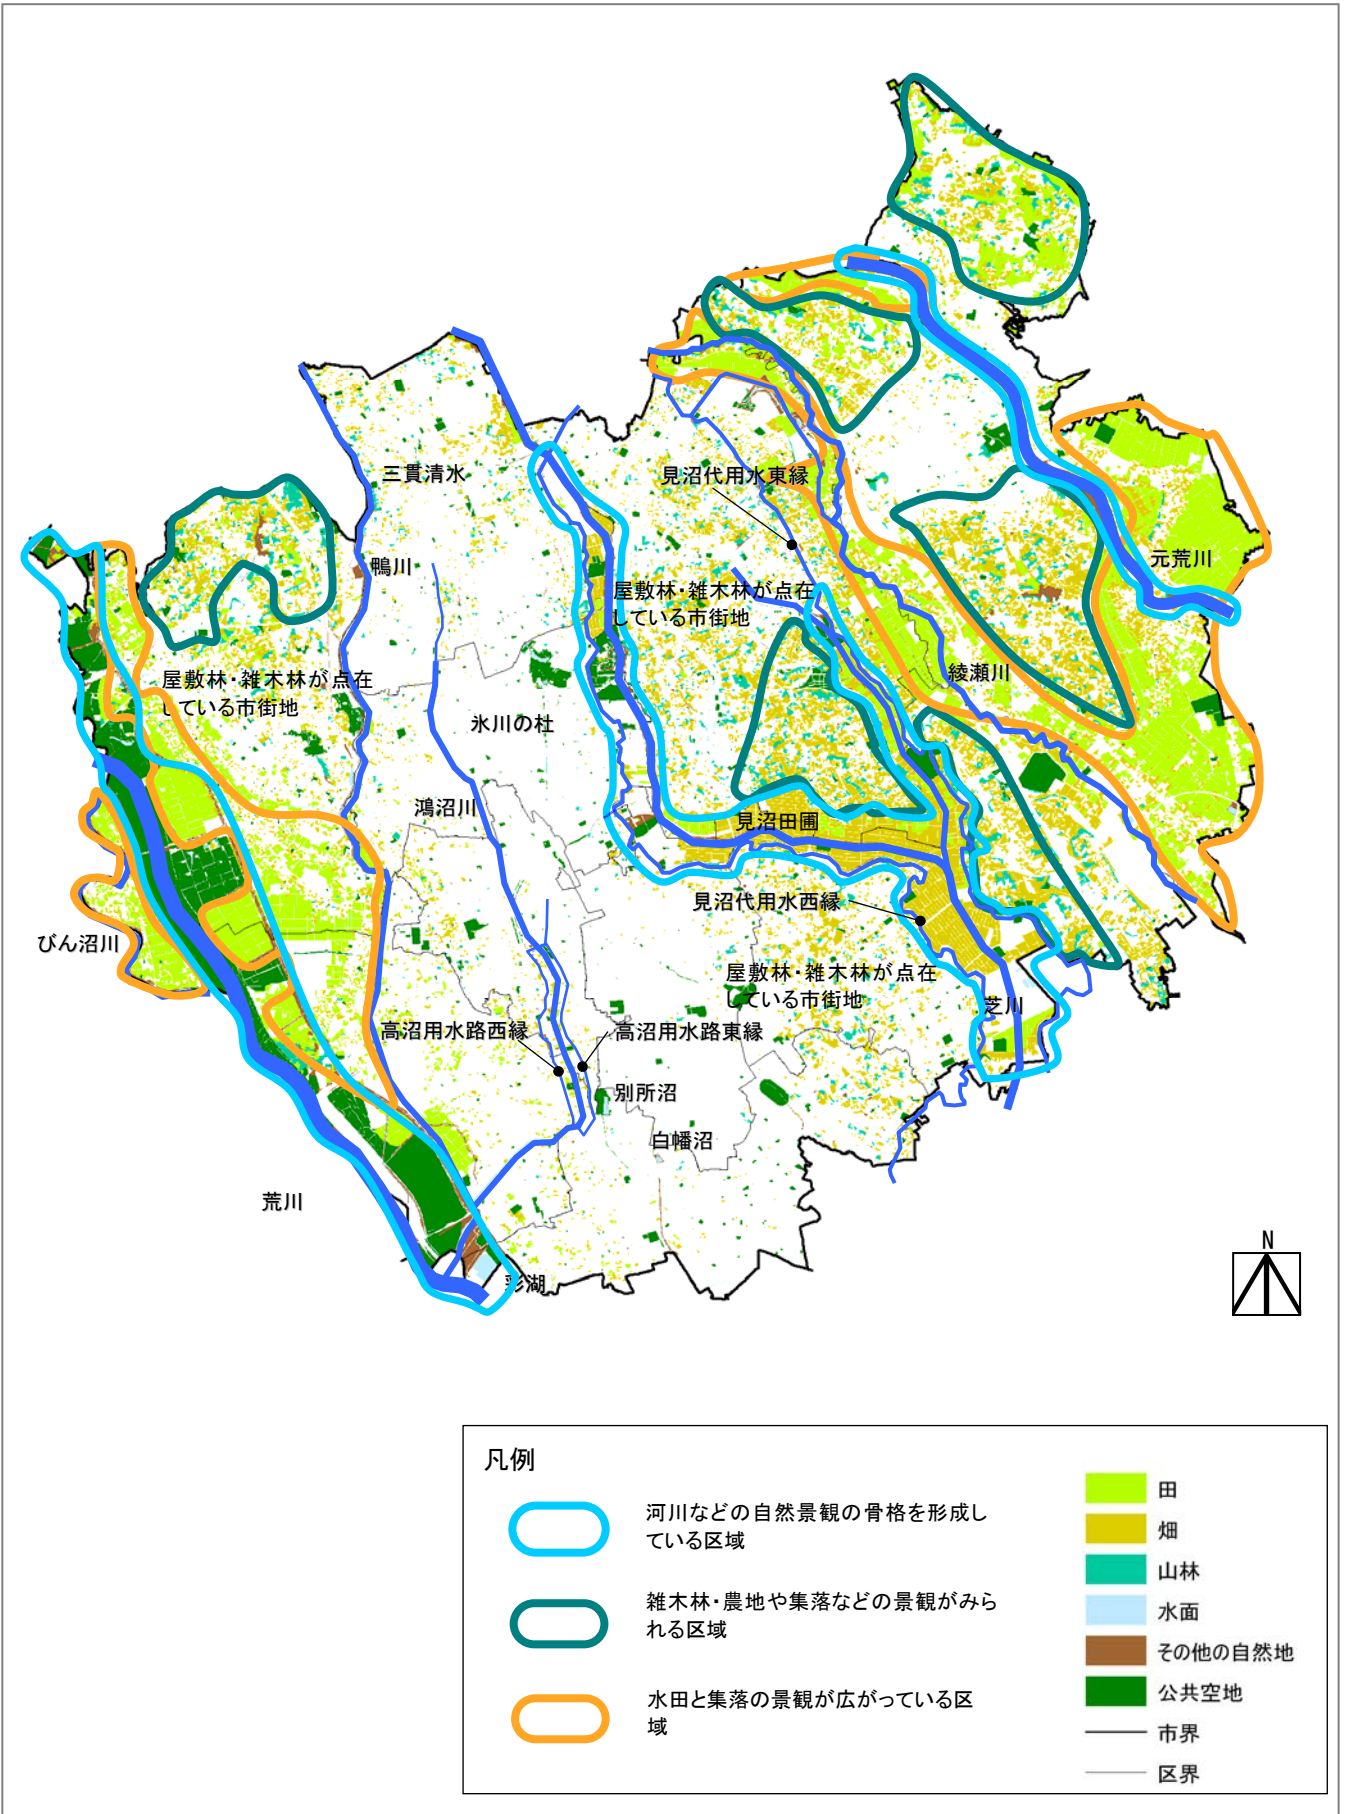 三貫清水
見沼代用水東縁
元荒川
鴨川
屋敷林・雑木林が点在
している市街地
綾瀬川
屋敷林・雑木林が点在
している市街地
氷川の杜
鴻沼川
見沼田圃
見沼代用水西縁
びん沼川
屋敷林・雑木林が点在
している市街地
芝川
高沼用水路西縁
高沼用水路東縁
別所沼
白幡沼
荒川
彩湖
N
凡例
河川などの自然景観の骨格を形成し
ている区域
雑木林・農地や集落などの景観がみら
れる区域
水田と集落の景観が広がっている区
域
田
畑
山林
水面
その他の自然地
公共空地
市界
区界